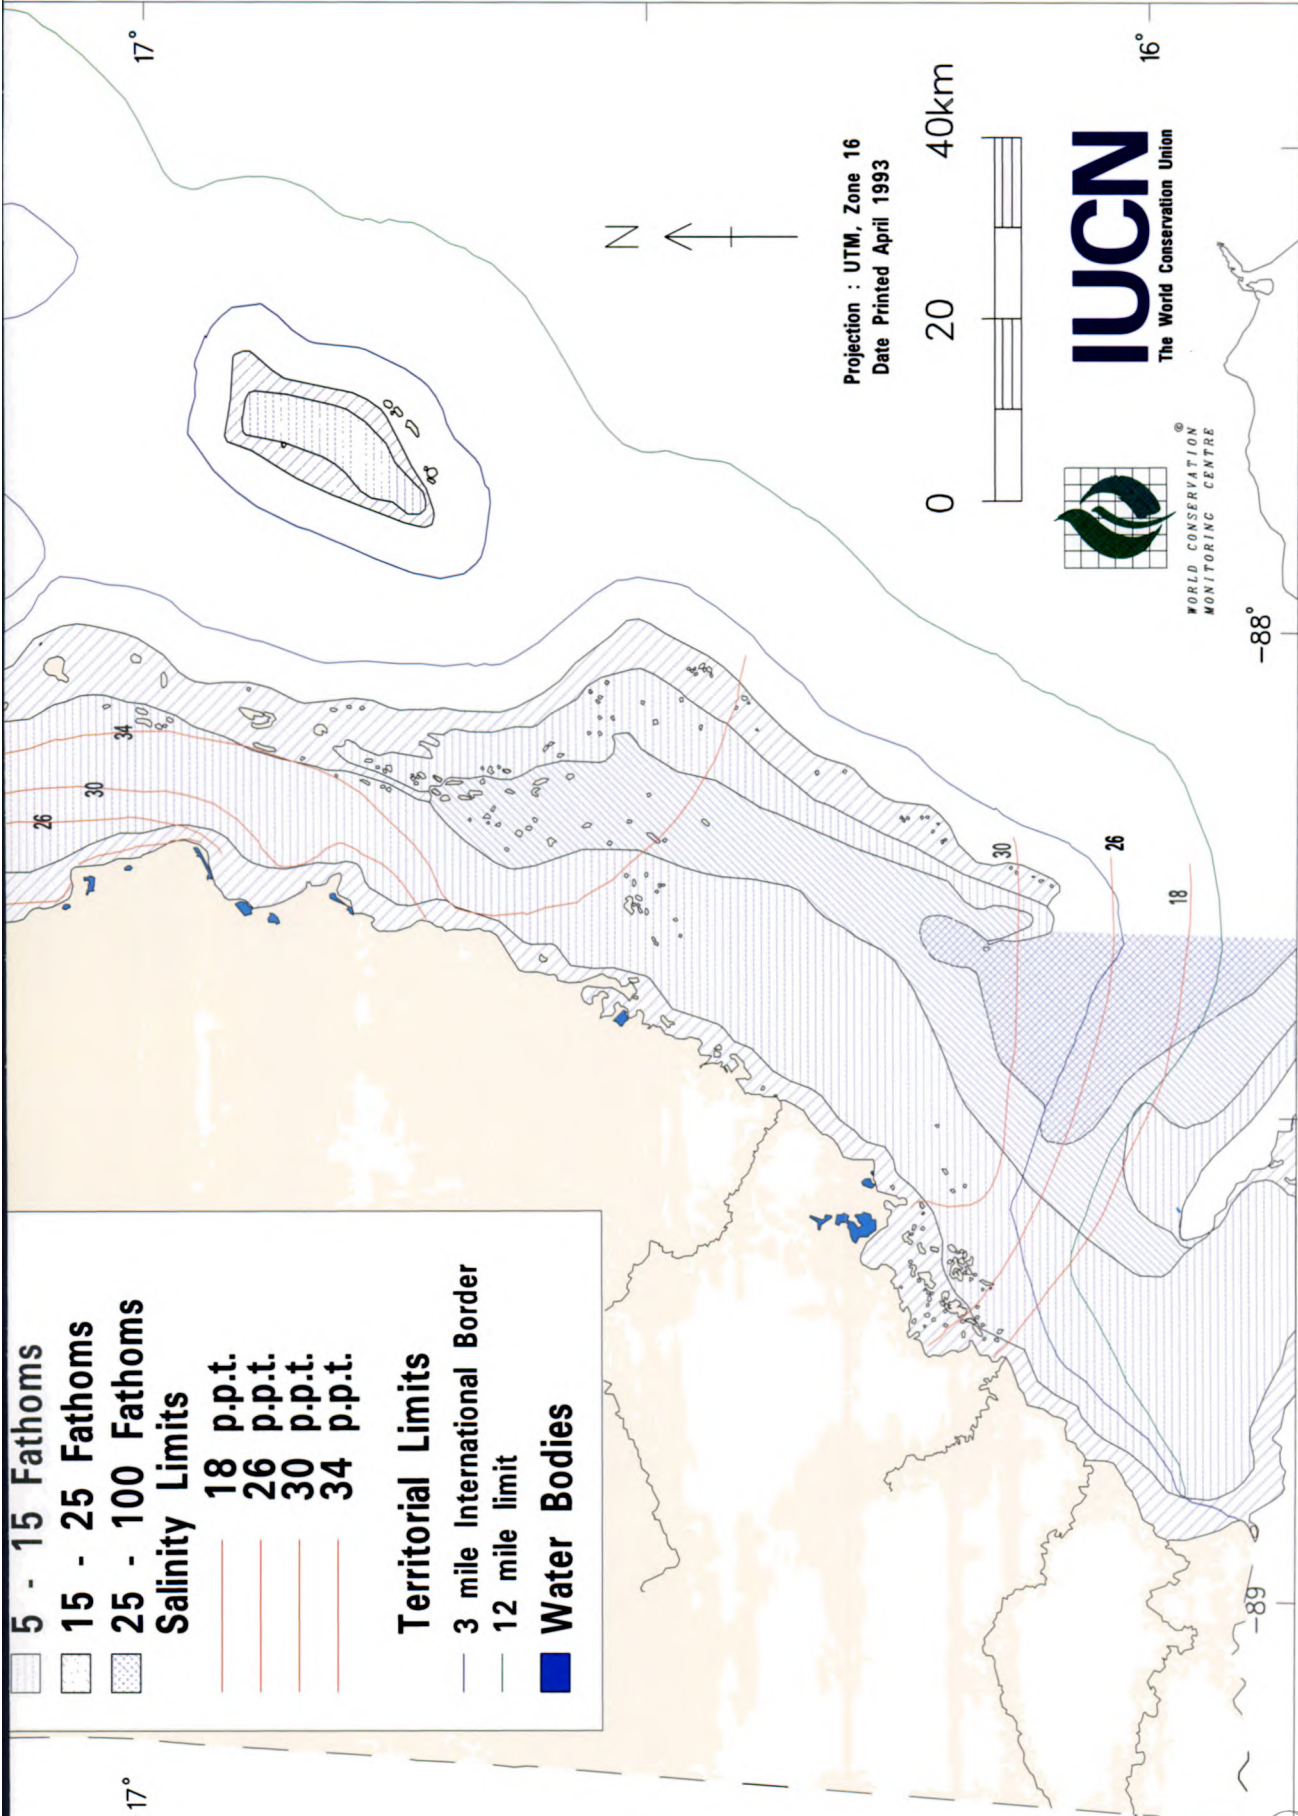 5 - 15 Fathoms
15 - 25 Fathoms
25 - 100 Fathoms
Salinity Limits
18 p.p.t.
26 p.p.t.
30 p.p.t.
34 p.p.t.
Territorial Limits
3 mile International Border
12 mile limit
Water Bodies
17°
17°
26
30
34
30
26
18
N
Projection : UTM, Zone 16
Date Printed April 1993
0 20 40km
16°
WORLD CONSERVATION
MONITORING CENTRE
©
IUCN
The World Conservation Union
-89
-88°